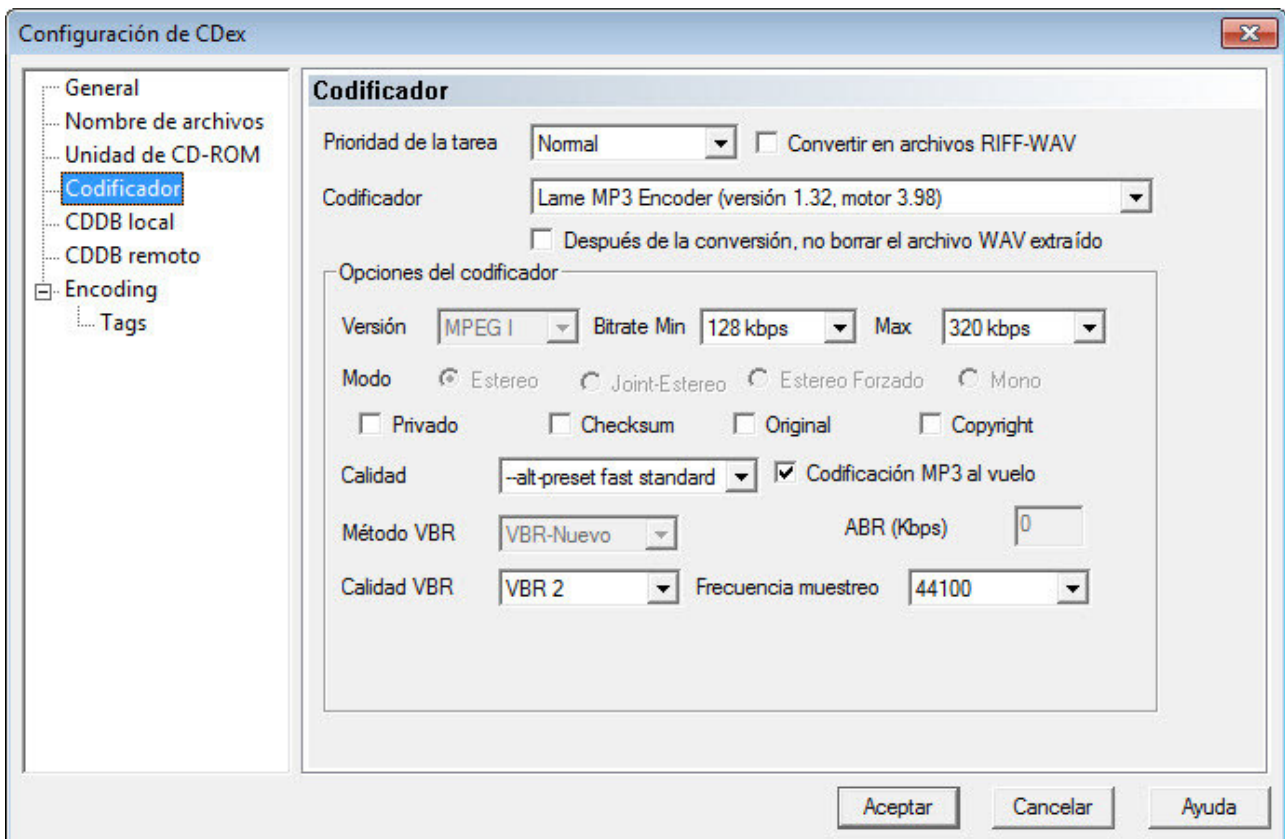 Configuración de CDex
General
Nombre de archivos
Unidad de CD-ROM
Codificador
CDDB local
CDDB remoto
Encoding
Tags
Codificador
Prioridad de la tarea Normal Convertir en archivos RIFF-WAV
Codificador Lame MP3 Encoder (versión 1.32, motor 3.98)
Después de la conversión, no borrar el archivo WAV extraído
Opciones del codificador
Versión MPEG I Bitrate Min 128 kbps Max 320 kbps
Modo Estereo Joint-Estereo Estereo Forzado Mono
Privado Checksum Original Copyright
Calidad --alt-preset fast standard Codificación MP3 al vuelo
Método VBR VBR-Nuevo ABR (Kbps) 0
Calidad VBR VBR 2 Frecuencia muestreo 44100
Aceptar Cancelar Ayuda